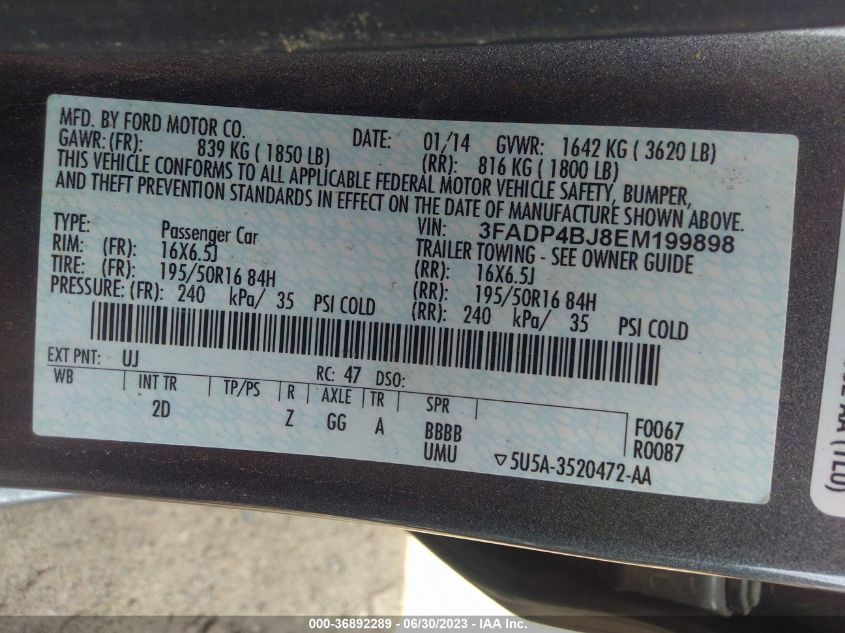 MFD. BY FORD MOTOR CO. DATE: 01/14 GVWR: 1642 KG ( 3620 LB)
GAWR: (FR): 839 KG ( 1850 LB) (RR): 816 KG ( 1800 LB)
THIS VEHICLE CONFORMS TO ALL APPLICABLE FEDERAL MOTOR VEHICLE SAFETY, BUMPER,
AND THEFT PREVENTION STANDARDS IN EFFECT ON THE DATE OF MANUFACTURE SHOWN ABOVE.
VIN: 3FADP4BJ8EM199898
TYPE: Passenger Car TRAILER TOWING - SEE OWNER GUIDE
RIM: (FR): 16X6.5J (RR): 16X6.5J
TIRE: (FR): 195/50R16 84H (RR): 195/50R16 84H
PRESSURE: (FR): 240 kPa/ 35 PSI COLD (RR): 240 kPa/ 35 PSI COLD
EXT PNT: UJ RC: 47 DSO:
WB INT TR TP/PS R AXLE TR SPR
2D Z GG A BBBB F0067
UMU R0087
▽5U5A-3520472-AA
AA (TLO)
000-36892289 - 06/30/2023 - IAA Inc.